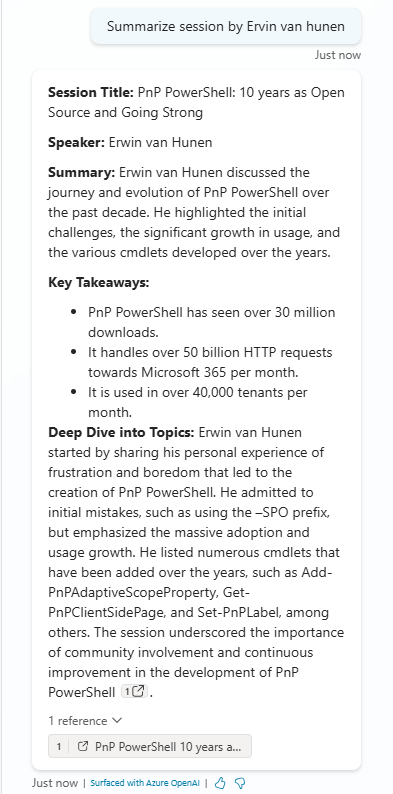 Summarize session by Ervin van hunen
Just now
Session Title: PnP PowerShell: 10 years as Open
Source and Going Strong
Speaker: Erwin van Hunen
Summary: Erwin van Hunen discussed the
journey and evolution of PnP PowerShell over
the past decade. He highlighted the initial
challenges, the significant growth in usage, and
the various cmdlets developed over the years.
Key Takeaways:
• PnP PowerShell has seen over 30 million
downloads.
• It handles over 50 billion HTTP requests
towards Microsoft 365 per month.
• It is used in over 40,000 tenants per
month.
Deep Dive into Topics: Erwin van Hunen
started by sharing his personal experience of
frustration and boredom that led to the
creation of PnP PowerShell. He admitted to
initial mistakes, such as using the –SPO prefix,
but emphasized the massive adoption and
usage growth. He listed numerous cmdlets that
have been added over the years, such as Add-
PnPAdaptiveScopeProperty, Get-
PnPClientSidePage, and Set-PnPLabel, among
others. The session underscored the importance
of community involvement and continuous
improvement in the development of PnP
PowerShell 1 .
1 reference
1 PnP PowerShell 10 years a...
Just now | Surfaced with Azure OpenAI |